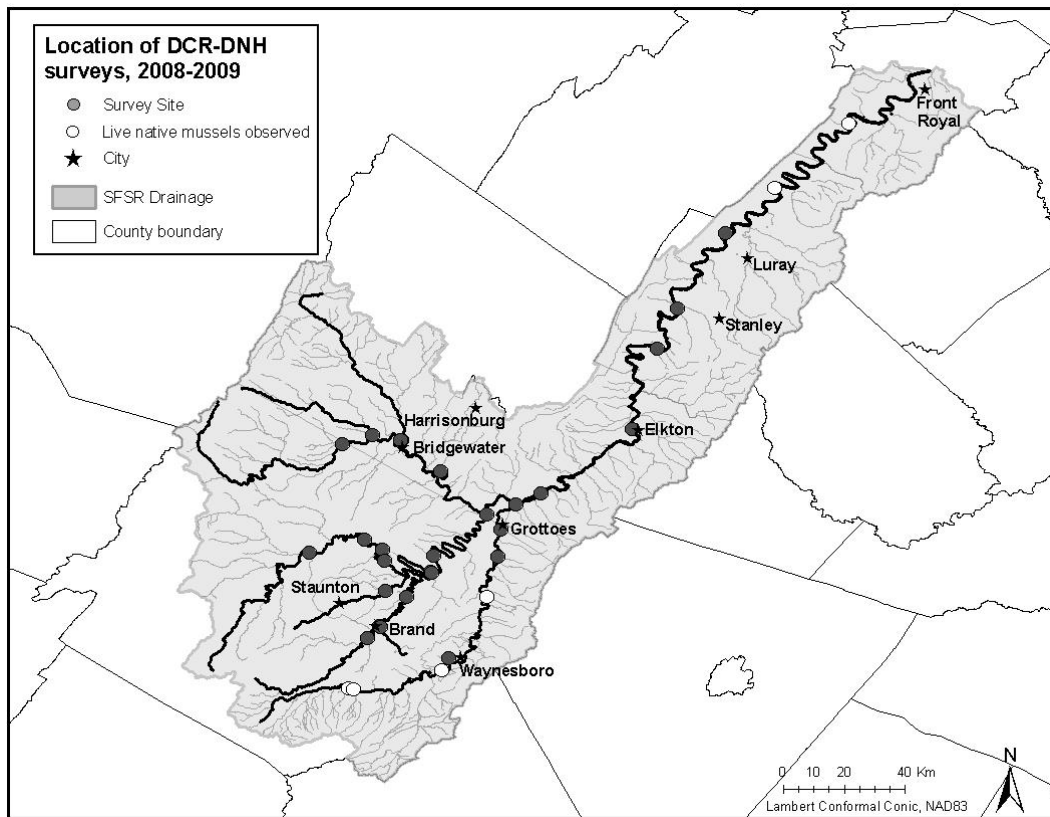 Location of DCR-DNH
surveys, 2008-2009
Survey Site
Live native mussels observed
City
SFSR Drainage
County boundary
Front
Royal
Luray
Stanley
Harrisonburg
Bridgewater
Elkton
Grottoes
Staunton
Brand
Waynesboro
N
0 10 20 40 Km
Lambert Conformal Conic, NAD83